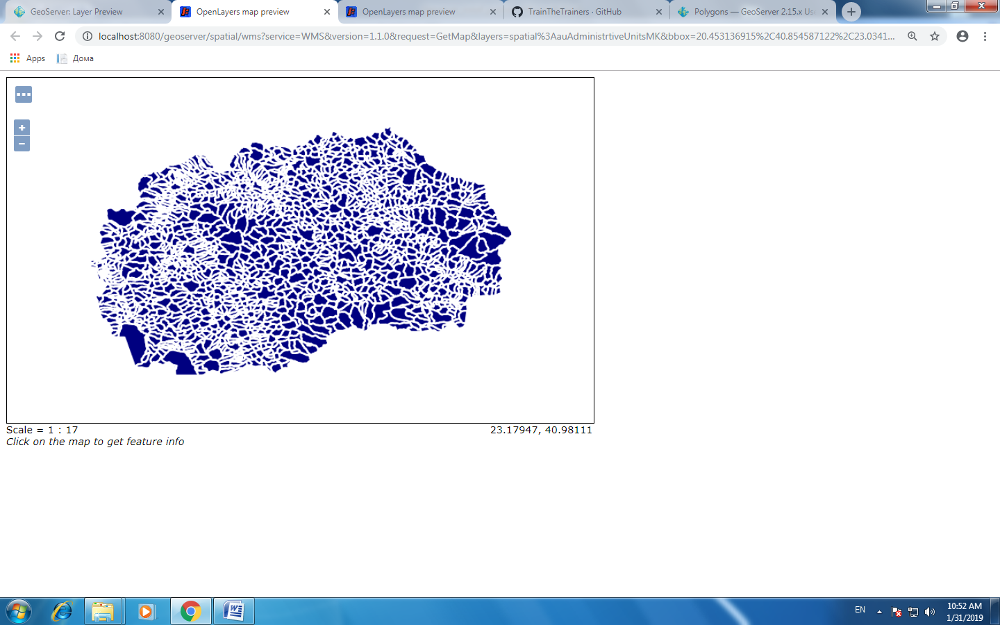 GeoServer: Layer Preview
OpenLayers map preview
OpenLayers map preview
TrainTheTrainers · GitHub
Polygons — GeoServer 2.15.x Us
localhost:8080/geoserver/spatial/wms?service=WMS&version=1.1.0&request=GetMap&layers=spatial%3AauAdministrtiveUnitsMK&bbox=20.453136915%2C40.854587122%2C23.0341...
Apps
Дома
+
−
Scale = 1 : 17
23.17947, 40.98111
Click on the map to get feature info
EN
10:52 AM
1/31/2019